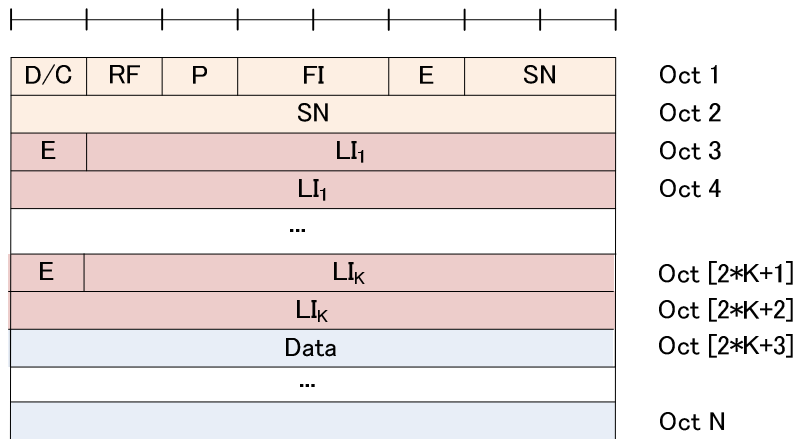 D/C RF P FI E SN Oct 1
SN Oct 2
E LI₁ Oct 3
LI₁ Oct 4
...
E LIK Oct [2*K+1]
LIK Oct [2*K+2]
Data Oct [2*K+3]
...
Oct N